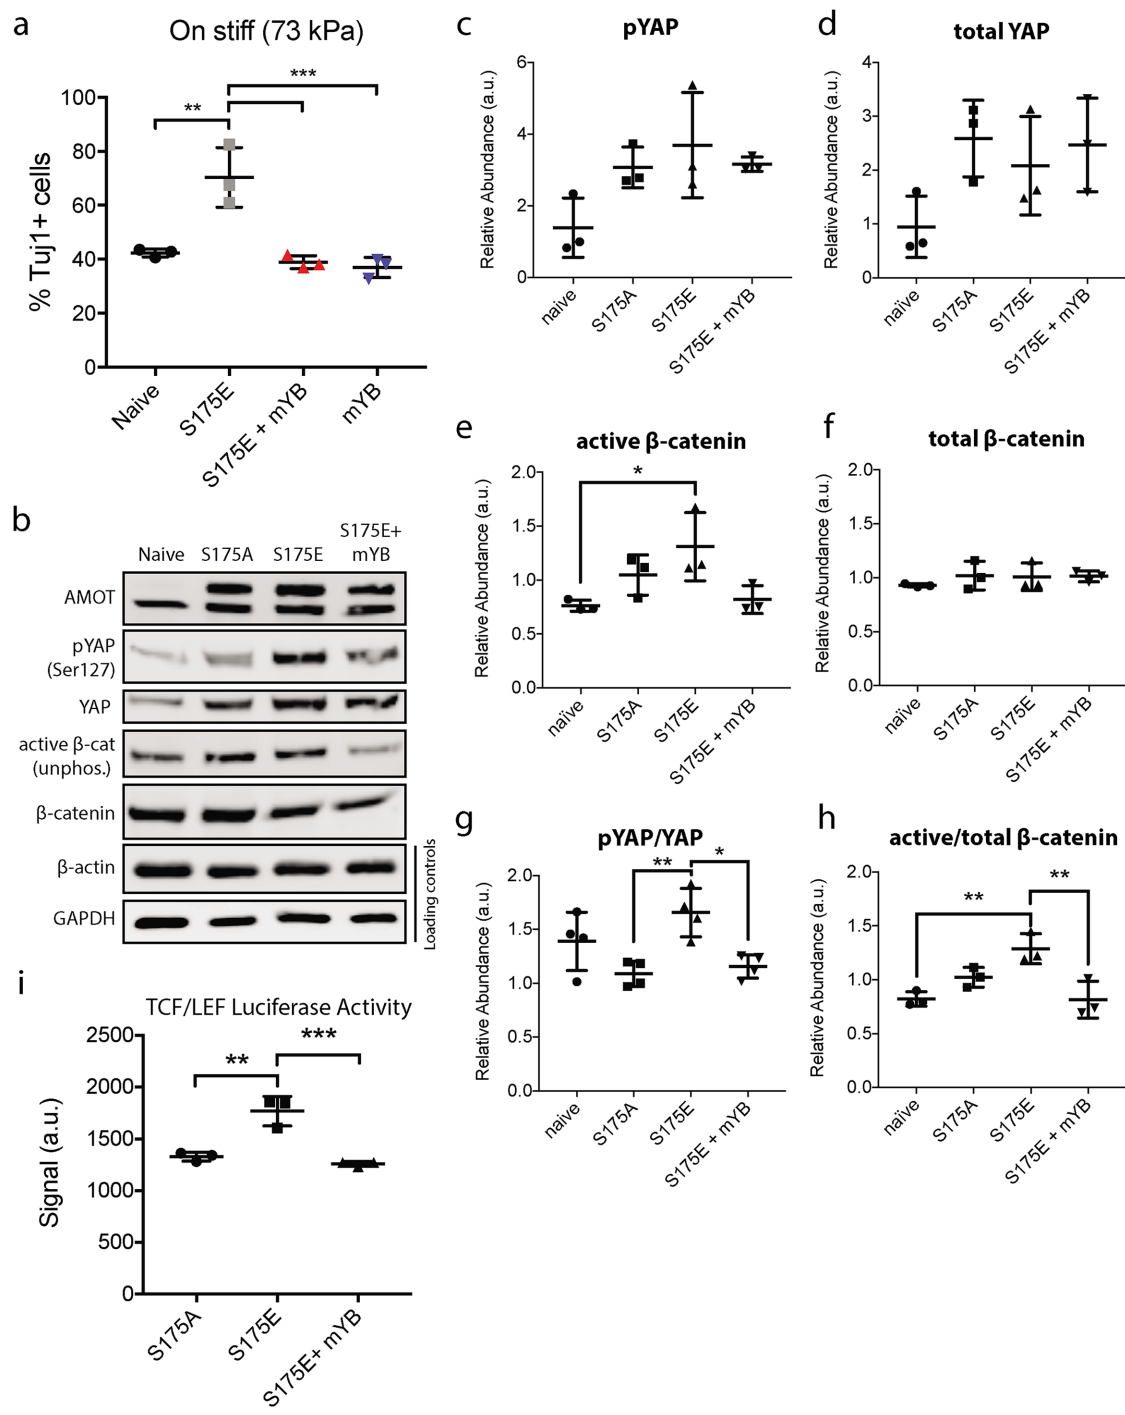 a
On stiff (73 kPa)
***
**
100
80
60
40
20
0
% Tuj1+ cells
Naive
S175E
S175E + mYB
mYB
b
Naive S175A S175E S175E+ mYB
AMOT
pYAP
(Ser127)
YAP
active β-cat
(unphos.)
β-catenin
β-actin
GAPDH
Loading controls
c
pYAP
6
4
2
0
Relative Abundance (a.u.)
naïve
S175A
S175E
S175E + mYB
d
total YAP
4
3
2
1
0
Relative Abundance (a.u.)
naïve
S175A
S175E
S175E + mYB
e
active β-catenin
*
2.0
1.5
1.0
0.5
0.0
Relative Abundance (a.u.)
naïve
S175A
S175E
S175E + mYB
f
total β-catenin
2.0
1.5
1.0
0.5
0.0
Relative Abundance (a.u.)
naïve
S175A
S175E
S175E + mYB
g
pYAP/YAP
** *
2.0
1.5
1.0
0.5
0.0
Relative Abundance (a.u.)
naïve
S175A
S175E
S175E + mYB
h
active/total β-catenin
**
**
2.0
1.5
1.0
0.5
0.0
Relative Abundance (a.u.)
naïve
S175A
S175E
S175E + mYB
i
TCF/LEF Luciferase Activity
***
**
2500
2000
1500
1000
500
0
Signal (a.u.)
S175A
S175E
S175E+ mYB